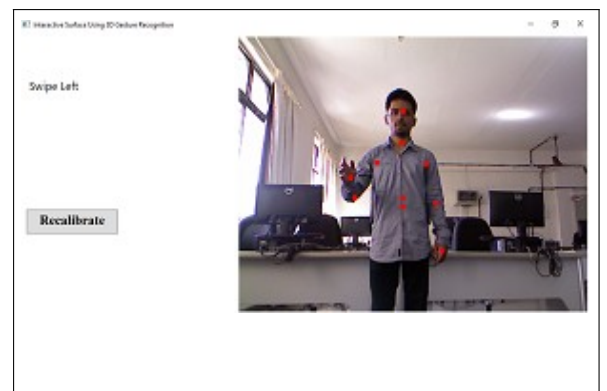 Interactive Surface Using 3D Gesture Recognition
Swipe Left
Recalibrate